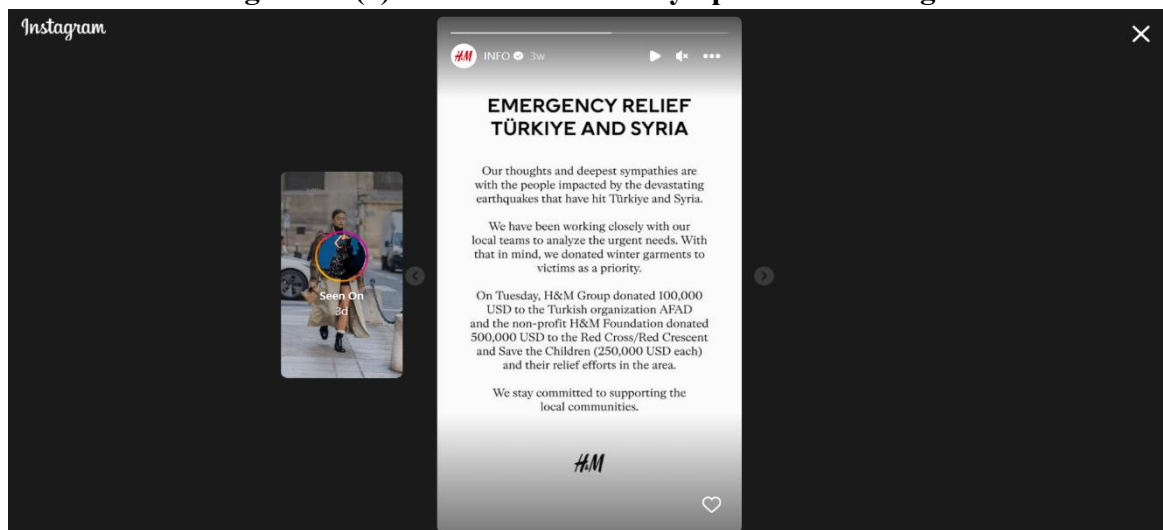 Instagram
H&M INFO 3w
EMERGENCY RELIEF
TÜRKIYE AND SYRIA
Our thoughts and deepest sympathies are
with the people impacted by the devastating
earthquakes that have hit Türkiye and Syria.
We have been working closely with our
local teams to analyze the urgent needs. With
that in mind, we donated winter garments to
victims as a priority.
On Tuesday, H&M Group donated 100,000
USD to the Turkish organization AFAD
and the non-profit H&M Foundation donated
500,000 USD to the Red Cross/Red Crescent
and Save the Children (250,000 USD each)
and their relief efforts in the area.
We stay committed to supporting the
local communities.
H&M
Seen On
3d